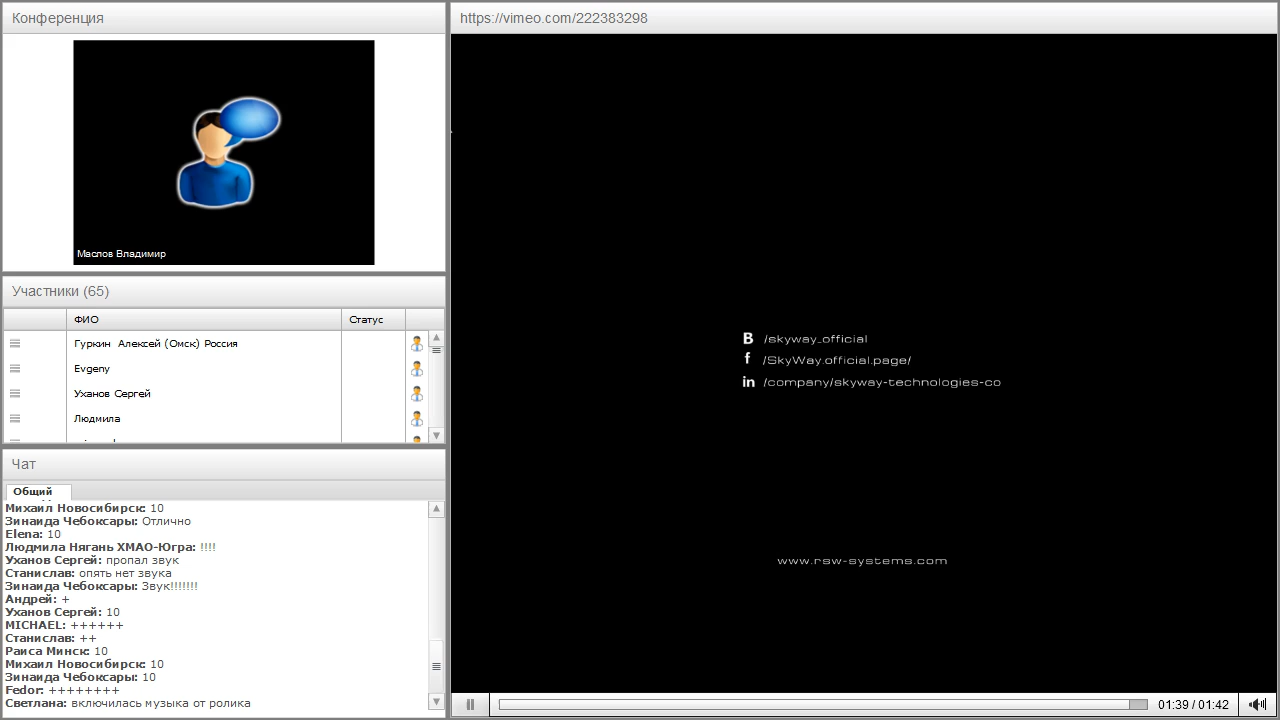 Конференция
Маслов Владимир
Участники (65)
ФИО
Статус
Гуркин Алексей (Омск) Россия
Evgeny
Уханов Сергей
Людмила
Чат
Общий
Михаил Новосибирск: 10
Зинаида Чебоксары: Отлично
Elena: 10
Людмила Нягань ХМАО-Югра: !!!!
Уханов Сергей: пропал звук
Станислав: опять нет звука
Зинаида Чебоксары: Звук!!!!!!!
Андрей: +
Уханов Сергей: 10
MICHAEL: ++++++
Станислав: ++
Раиса Минск: 10
Михаил Новосибирск: 10
Зинаида Чебоксары: 10
Fedor: ++++++++
Светлана: включилась музыка от ролика
https://vimeo.com/222383298
B /skyway_official
f /SkyWay.official.page/
in /company/skyway-technologies-co
www.rsw-systems.com
01:39 / 01:42